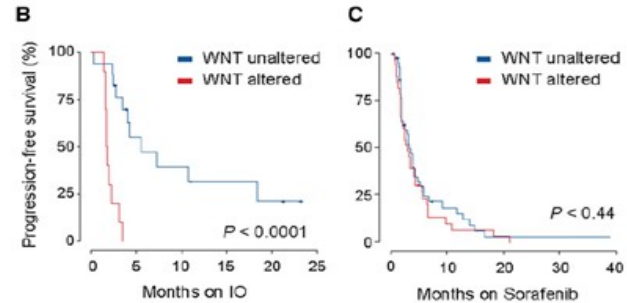 B
Progression-free survival (%)
100
75
50
25
0
WNT unaltered
WNT altered
P < 0.0001
0 5 10 15 20 25
Months on IO
C
100
75
50
25
0
WNT unaltered
WNT altered
P < 0.44
0 10 20 30 40
Months on Sorafenib